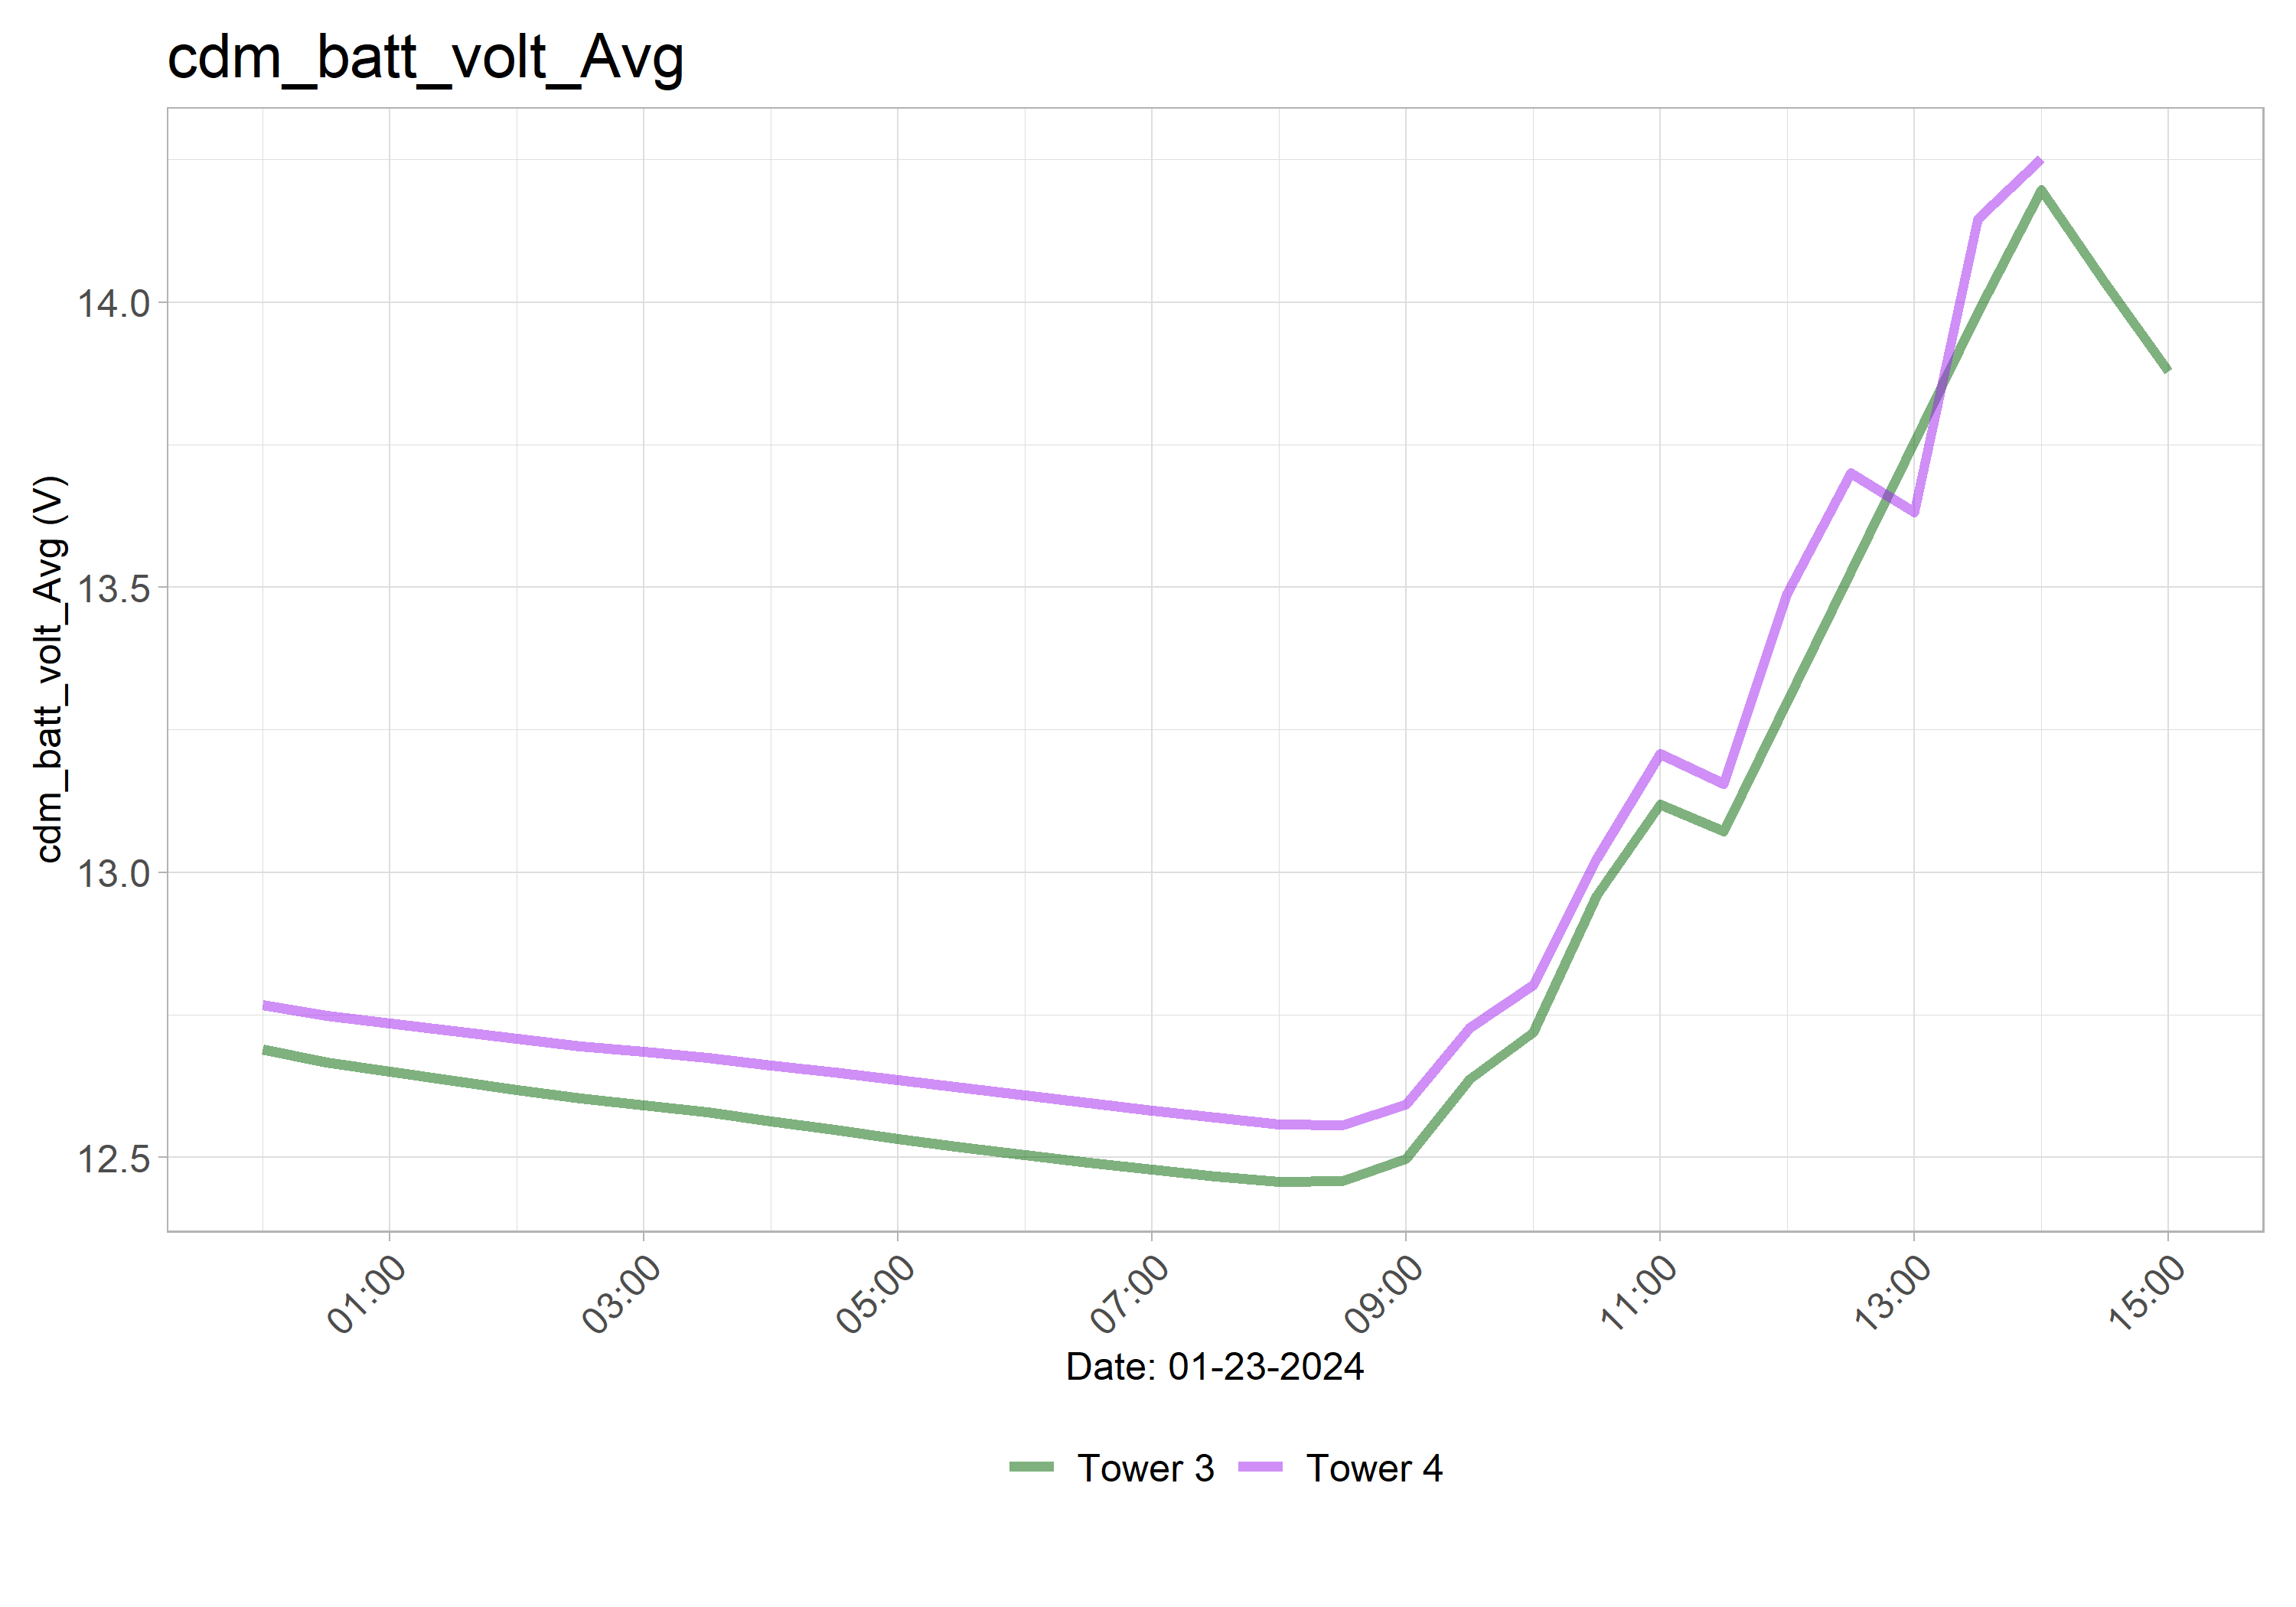 cdm_batt_volt_Avg
cdm_batt_volt_Avg (V)
14.0
13.5
13.0
12.5
01:00
03:00
05:00
07:00
09:00
11:00
13:00
15:00
Date: 01-23-2024
Tower 3
Tower 4